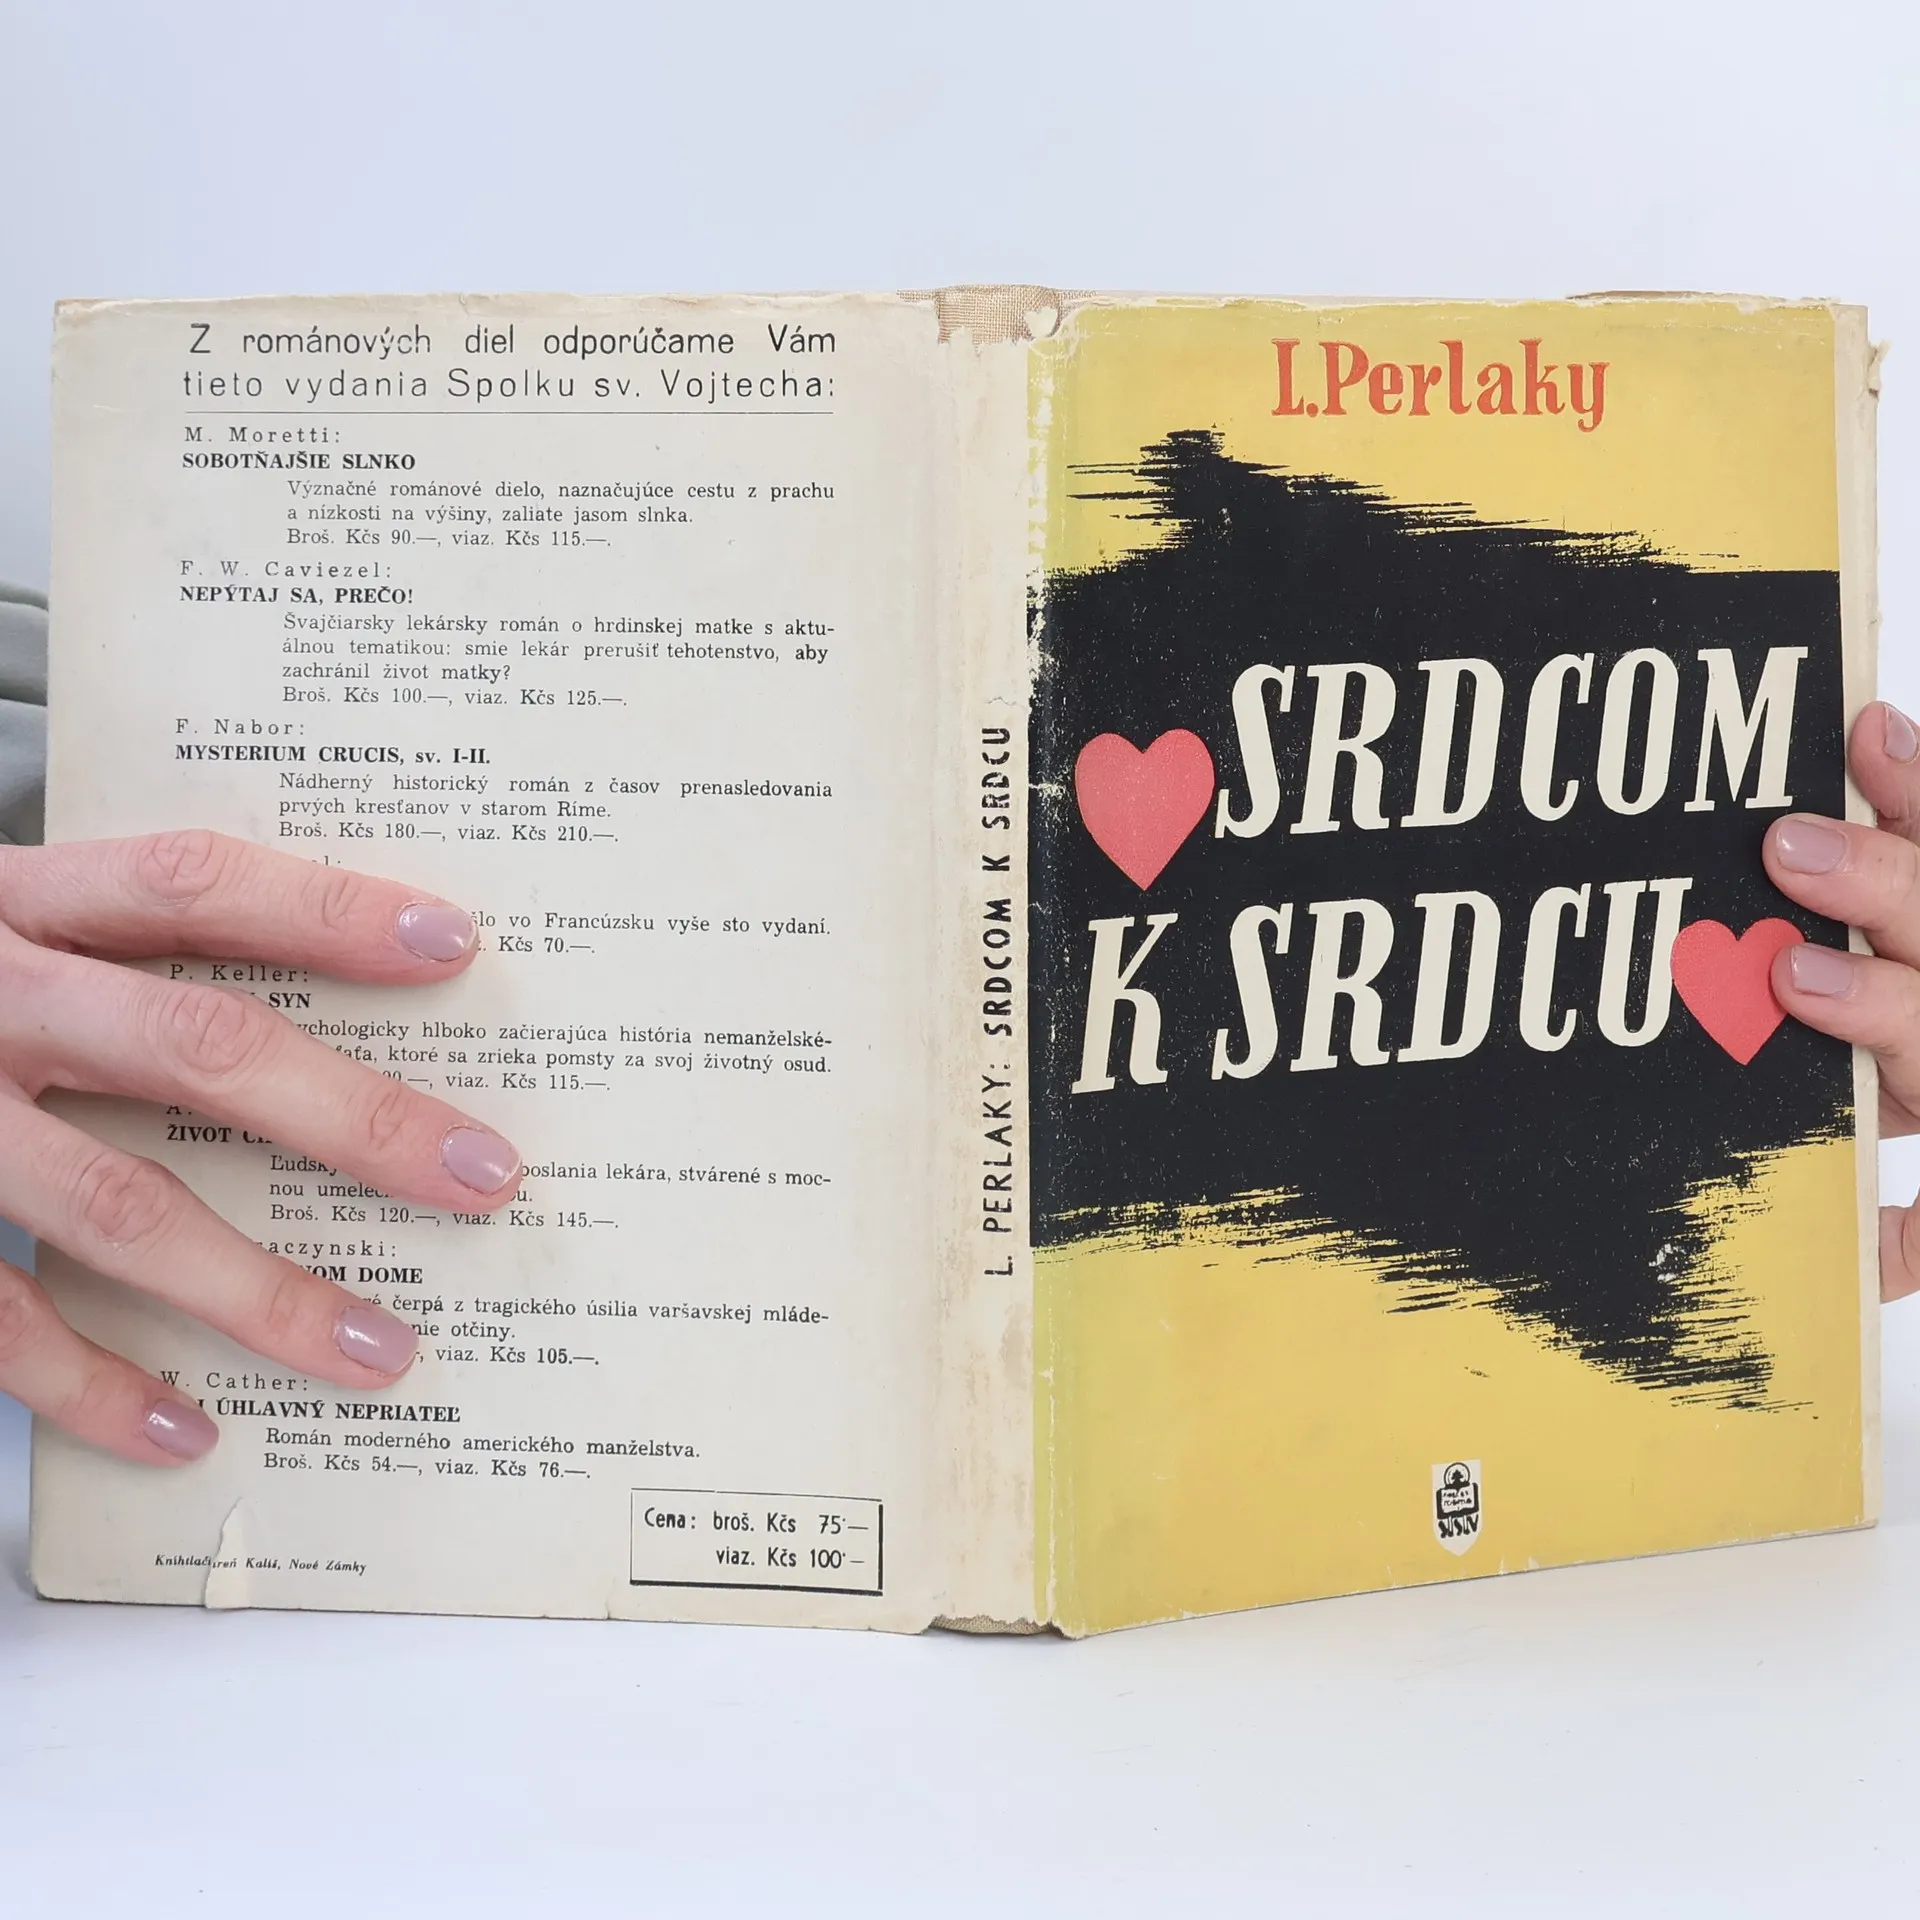 Z románových diel odporúčame Vám
tieto vydania Spolku sv. Vojtecha:
M. Moretti:
SOBOTŇAJŠIE SLNKO
Význačné románové dielo, naznačujúce cestu z prachu
a nízkosti na výšiny, zaliate jasom slnka.
Broš. Kčs 90.—, viaz. Kčs 115.—.
F. W. Caviezel:
NEPÝTAJ SA, PREČO!
Švajčiarsky lekársky román o hrdinskej matke s aktu-
álnou tematikou: smie lekár prerušiť tehotenstvo, aby
zachránil život matky?
Broš. Kčs 100.—, viaz. Kčs 125.—.
F. Nabor:
MYSTERIUM CRUCIS, sv. I-II.
Nádherný historický román z časov prenasledovania
prvých kresťanov v starom Ríme.
Broš. Kčs 180.—, viaz. Kčs 210.—.
vo Francúzsku vyše sto vydaní.
Kčs 70.—.
P. Keller:
SYN
hlboko začierajúca história nemanželské-
ktoré sa zrieka pomsty za svoj životný osud.
viaz. Kčs 115.—.
A.
ŽIVOT
poslania lekára, stvárené s moc-
nou
Broš. Kčs 120.—, viaz. Kčs 145.—.
DOME
čerpá z tragického úsilia varšavskej mláde-
otčiny.
viaz. Kčs 105.—.
W. Cather:
ÚHLAVNÝ NEPRIATEĽ
Román moderného amerického manželstva.
Broš. Kčs 54.—, viaz. Kčs 76.—.
Cena: broš. Kčs 75·—
viaz. Kčs 100·—
Kníhtlačiareň Kališ, Nové Zámky
L. PERLAKY: SRDCOM K SRDCU
L.Perlaky
SRDCOM
K SRDCU